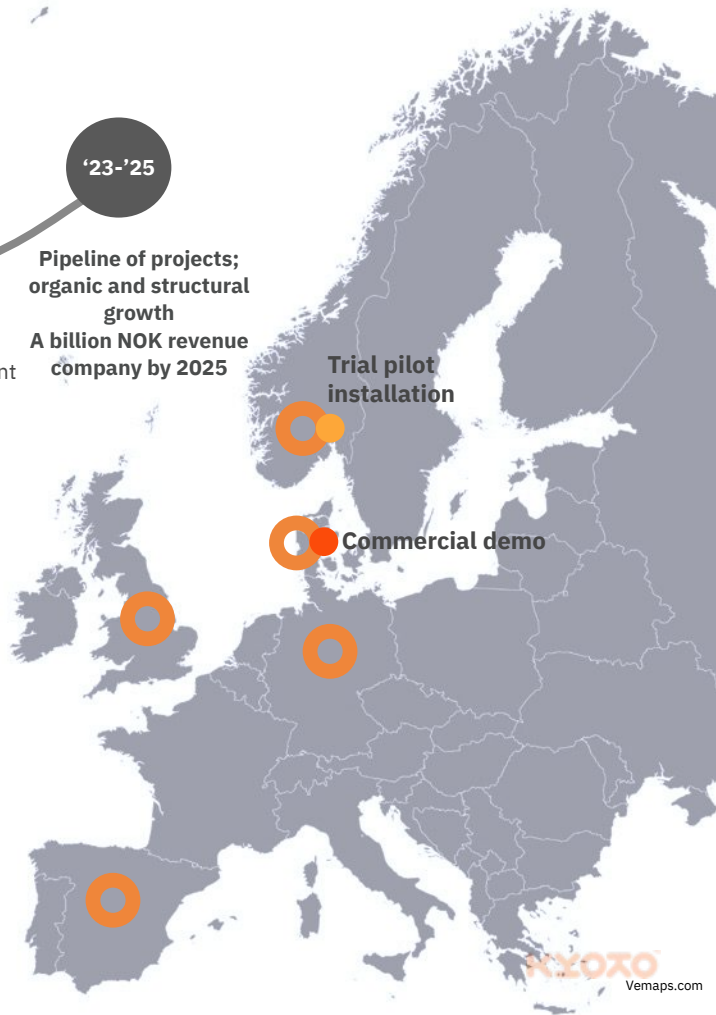 ‘23-’25
Pipeline of projects;
organic and structural
growth
A billion NOK revenue
company by 2025
nt
Trial pilot
installation
Commercial demo
KYOTO
Vemaps.com